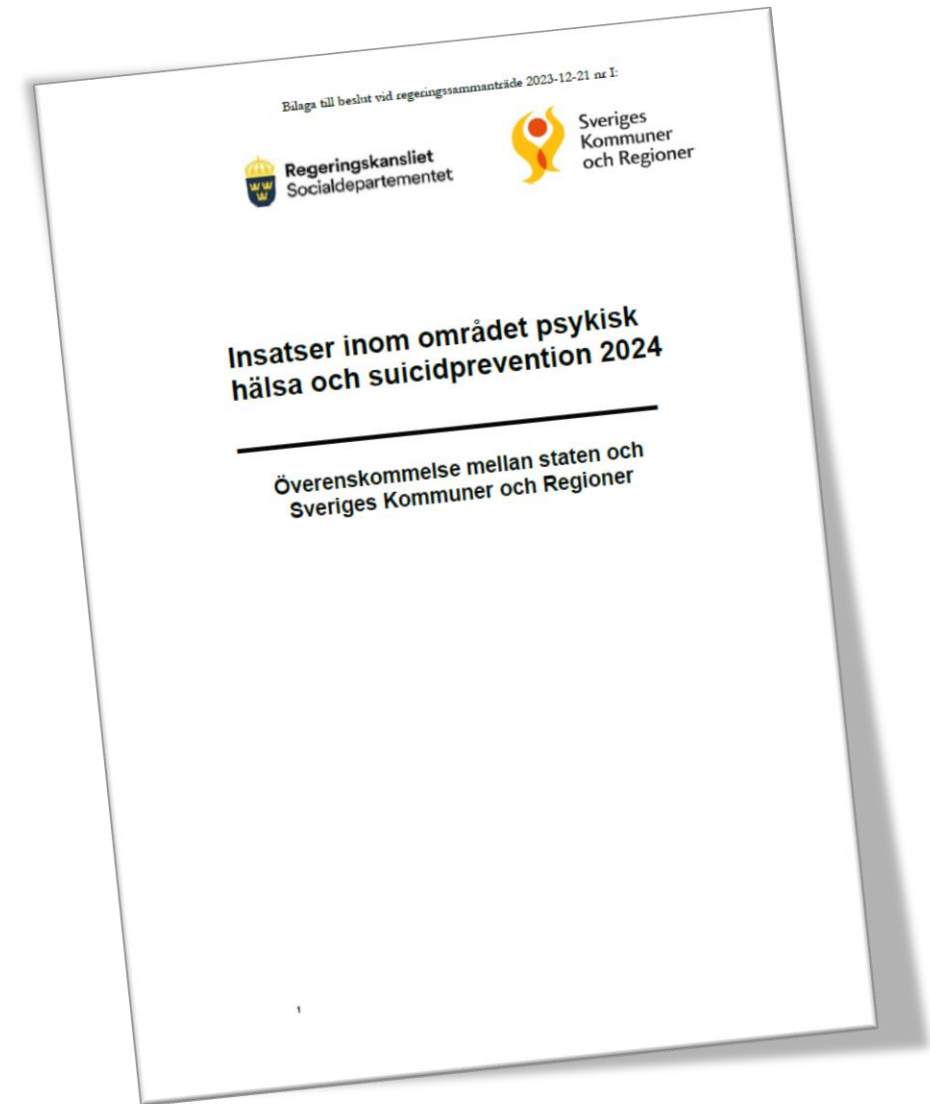 Bilaga till beslut vid regeringssammanträde 2023-12-21 nr I:
Regeringskansliet
Socialdepartementet
Sveriges
Kommuner
och Regioner
Insatser inom området psykisk
hälsa och suicidprevention 2024
Överenskommelse mellan staten och
Sveriges Kommuner och Regioner
1